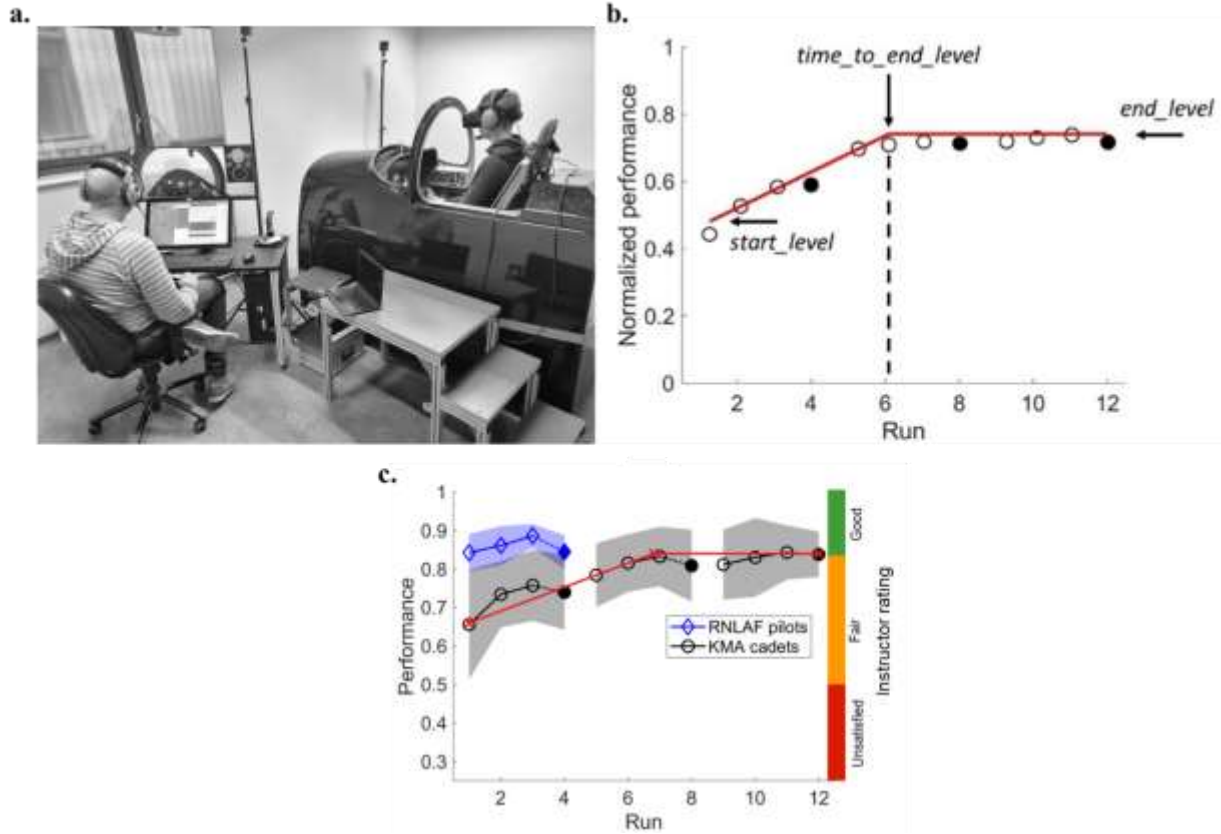 a.
b.
1
0.8
0.6
0.4
0.2
0
Normalized performance
time_to_end_level
end_level
start_level
2 4 6 8 10 12
Run
c.
1
0.9
0.8
0.7
0.6
0.5
0.4
0.3
Performance
RNLAF pilots
KMA cadets
Good
Fair
Unsatisfied
Instructor rating
2 4 6 8 10 12
Run